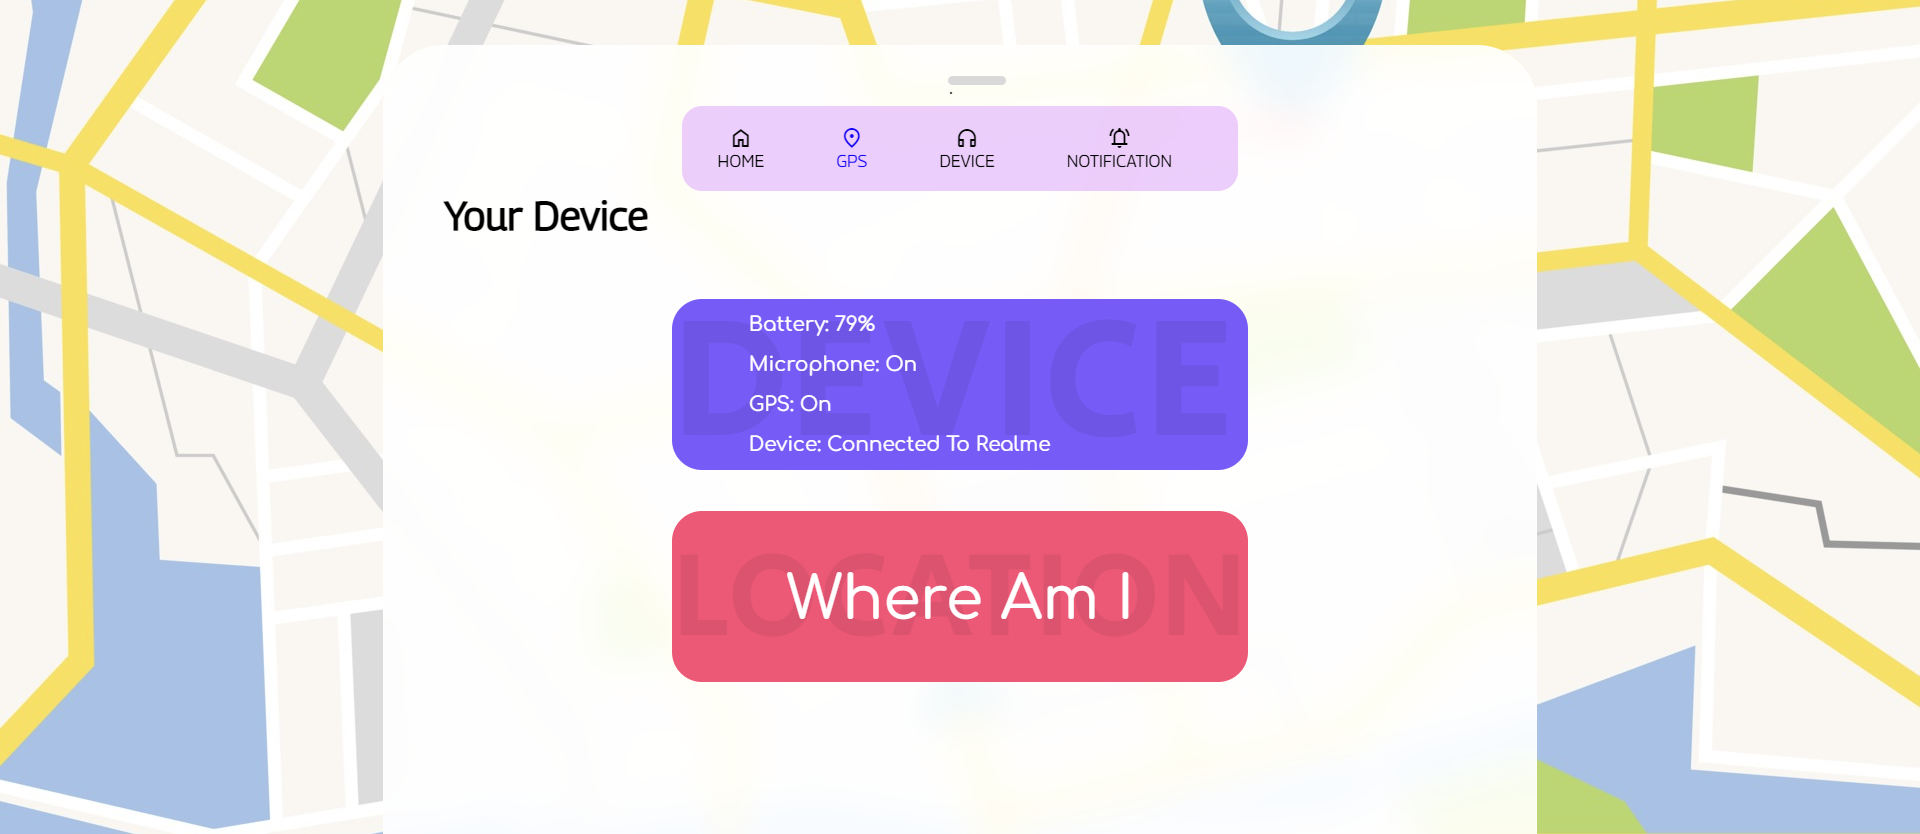 HOME GPS DEVICE NOTIFICATION
Your Device
DEVICE
Battery: 79%
Microphone: On
GPS: On
Device: Connected To Realme
LOCATION
Where Am I